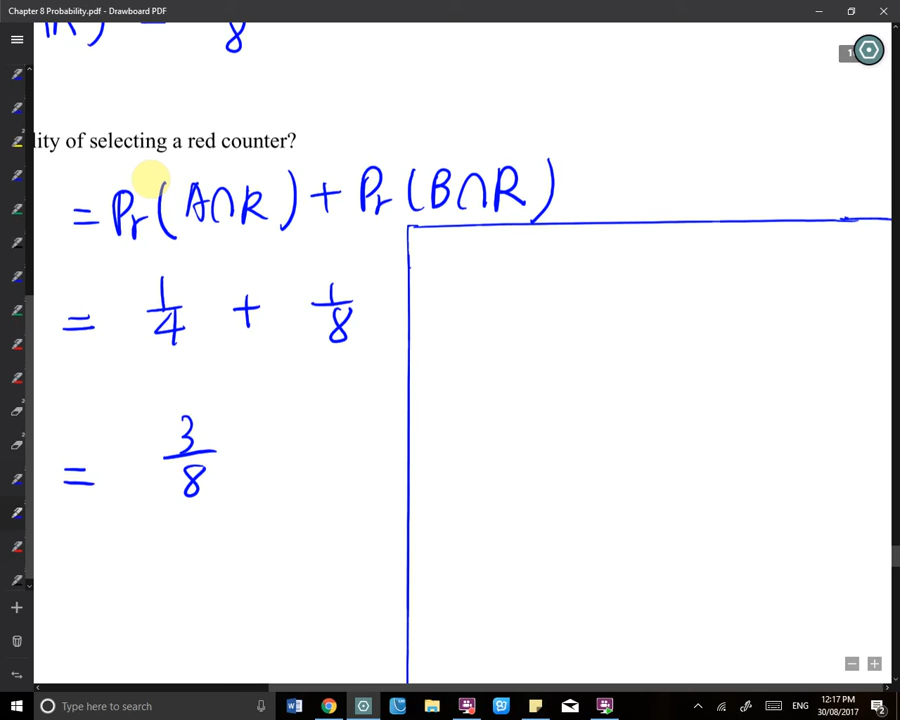 Chapter 8 Probability.pdf - Drawboard PDF
R) = 8
lity of selecting a red counter?
= Pr(A∩R) + Pr(B∩R)
= 1/4 + 1/8
= 3/8
Type here to search
ENG
12:17 PM
30/08/2017